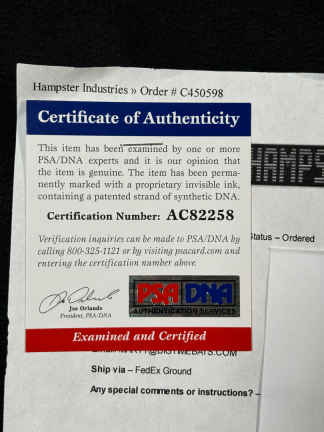 Hampster Industries » Order # C450598
Certificate of Authenticity
This item has been examined by one or more
PSA/DNA experts and it is our opinion that
the item is genuine. The item has been perma-
nently marked with a proprietary invisible ink,
containing a patented strand of synthetic DNA.
Certification Number: AC82258
Verification inquiries can be made to PSA/DNA by
calling 800-325-1121 or by visiting psacard.com and
entering the certification number above.
HAMPS
Status – Ordered
PSA DNA
AUTHENTICATION SERVICES
Joe Orlando
President, PSA/DNA
Examined and Certified
Ship via – FedEx Ground
Any special comments or instructions? –